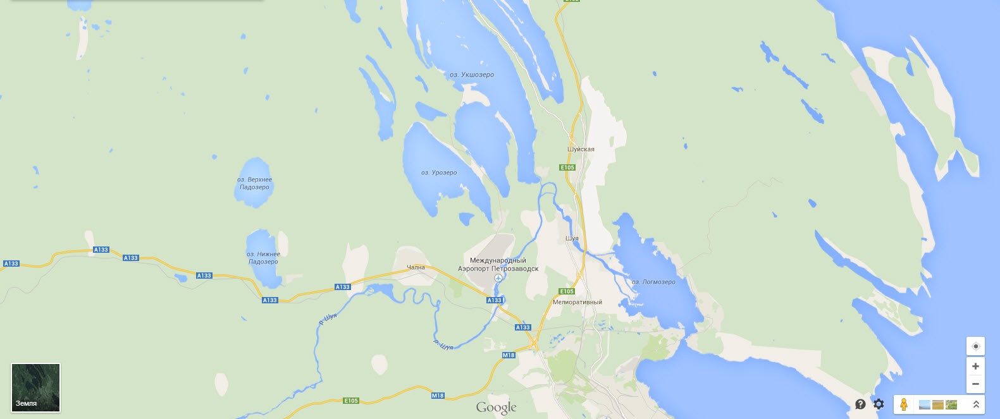 оз. Укшозеро
Шуйская
E105
оз. Урозеро
оз. Верхнее
Падозеро
Шуя
A133
A133
A133
оз. Нижнее
Падозеро
Международный
Аэропорт Петрозаводск
Чална
A133
A133
A133
оз. Логмозеро
E105
A133
Мелиоративный
р. Шуя
A133
р. Шуя
M18
M18
E105
Земля
Google